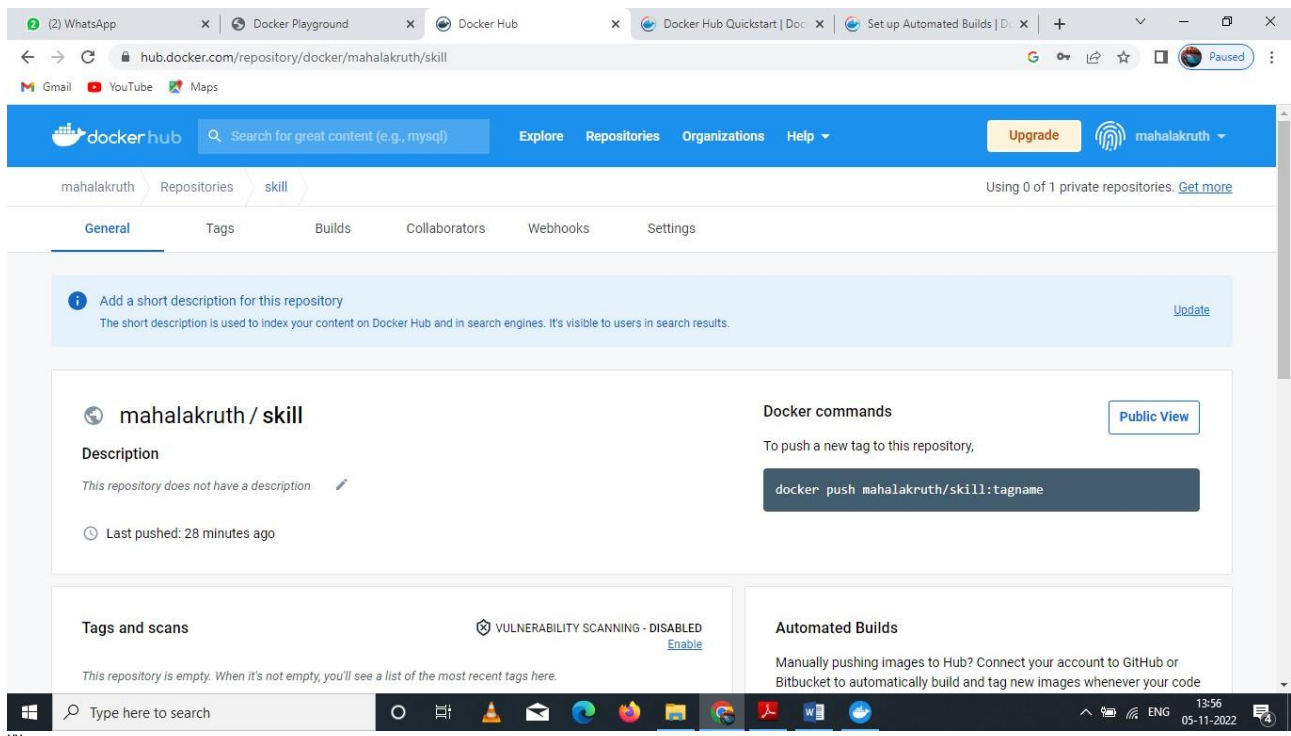 2 (2) WhatsApp
Docker Playground
Docker Hub
Docker Hub Quickstart | Doc
Set up Automated Builds | D
hub.docker.com/repository/docker/mahalakruth/skill
G
Paused
Gmail
YouTube
Maps
dockerhub
Search for great content (e.g., mysql)
Explore
Repositories
Organizations
Help
Upgrade
mahalakruth
mahalakruth
Repositories
skill
Using 0 of 1 private repositories. Get more
General
Tags
Builds
Collaborators
Webhooks
Settings
Add a short description for this repository
The short description is used to index your content on Docker Hub and in search engines. It's visible to users in search results.
Update
mahalakruth / skill
Description
This repository does not have a description
Last pushed: 28 minutes ago
Docker commands
Public View
To push a new tag to this repository,
docker push mahalakruth/skill:tagname
Tags and scans
VULNERABILITY SCANNING - DISABLED
Enable
This repository is empty. When it's not empty, you'll see a list of the most recent tags here.
Automated Builds
Manually pushing images to Hub? Connect your account to GitHub or
Bitbucket to automatically build and tag new images whenever your code
Type here to search
ENG
13:56
05-11-2022
4